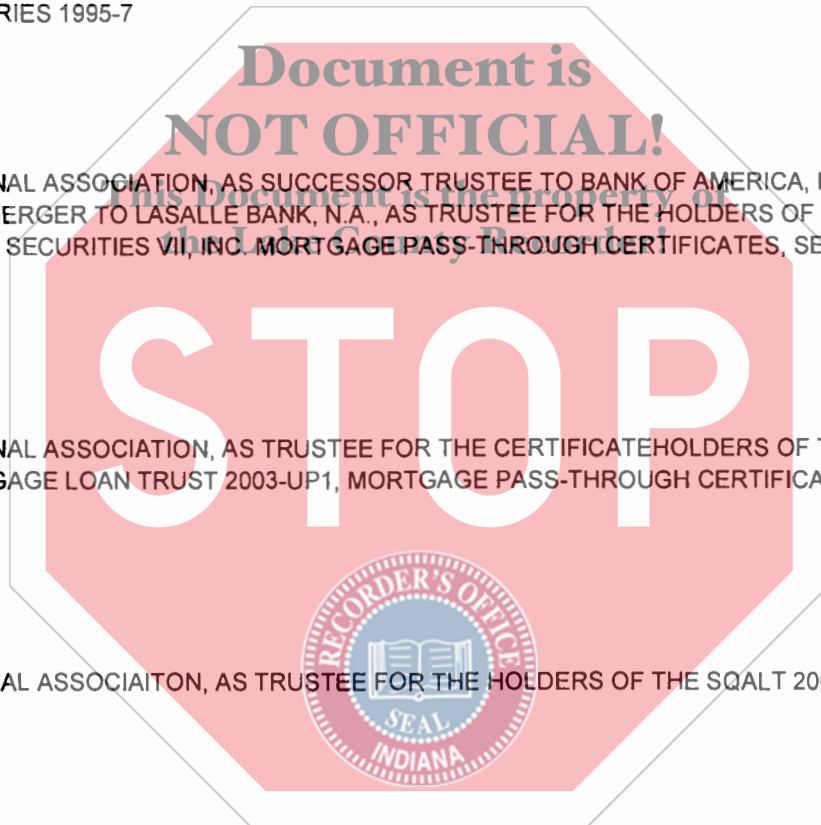 RIES 1995-7
Document is
NOT OFFICIAL!
NAL ASSOCIATION, AS SUCCESSOR TRUSTEE TO BANK OF AMERICA,
This Document is the property of
ERGER TO LASALLE BANK, N.A., AS TRUSTEE FOR THE HOLDERS OF
the Lake County Recorder!
SECURITIES VII, INC. MORTGAGE PASS-THROUGH CERTIFICATES, SE
STOP
NAL ASSOCIATION, AS TRUSTEE FOR THE CERTIFICATEHOLDERS OF T
GAGE LOAN TRUST 2003-UP1, MORTGAGE PASS-THROUGH CERTIFICA
RECORDER'S OFFICE
AL ASSOCIAITON, AS TRUSTEE FOR THE HOLDERS OF THE SQALT 200
SEAL
INDIANA